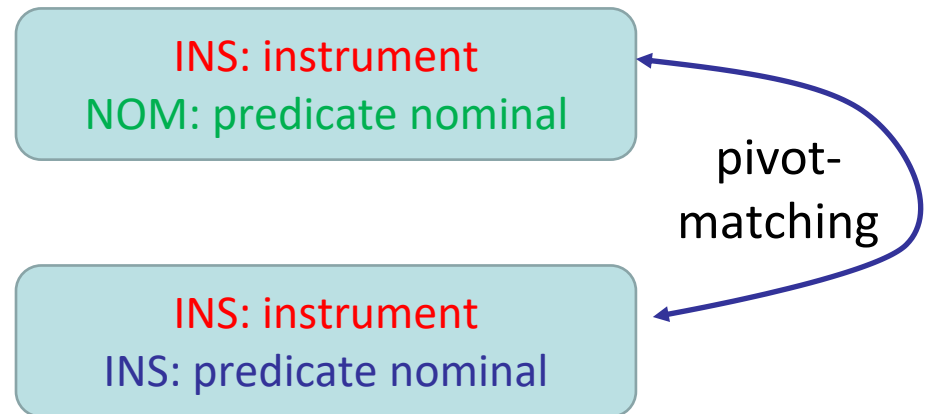 INS: instrument
NOM: predicate nominal
pivot-
matching
INS: instrument
INS: predicate nominal